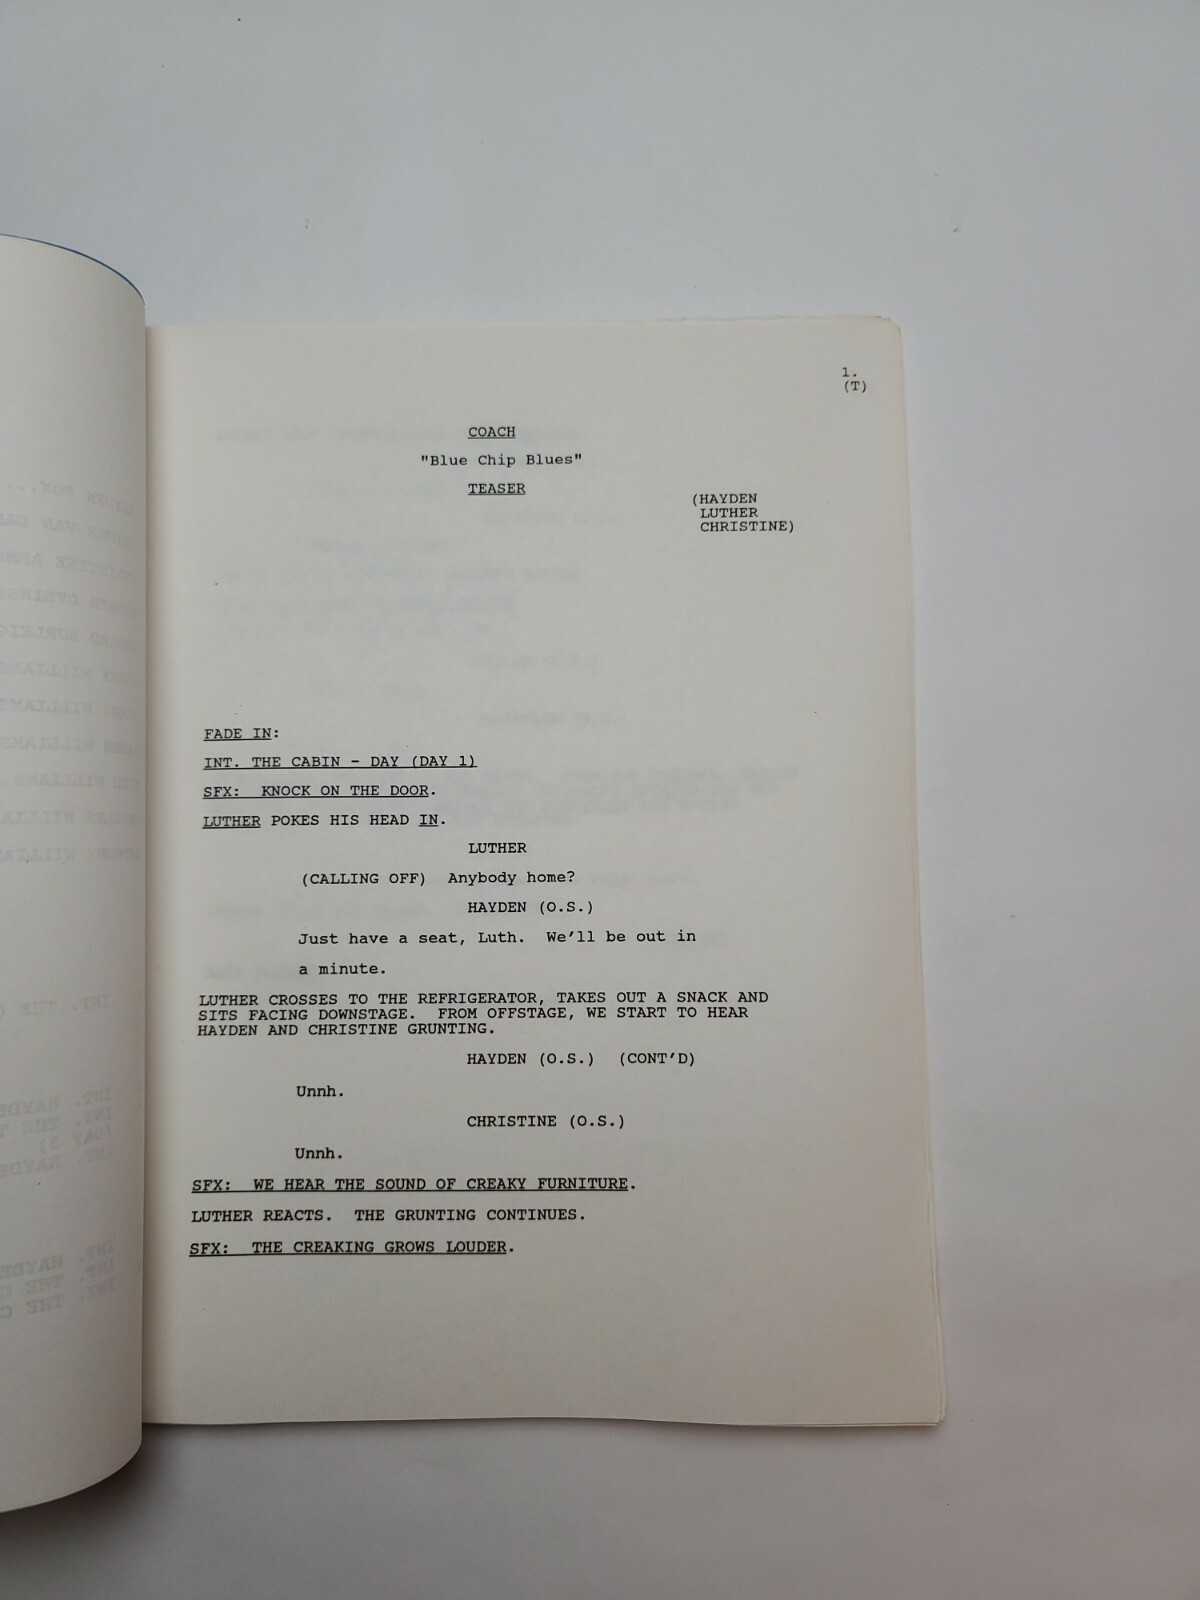 1.
(T)
COACH
"Blue Chip Blues"
TEASER
(HAYDEN
LUTHER
CHRISTINE)
FADE IN:
INT. THE CABIN - DAY (DAY 1)
SFX: KNOCK ON THE DOOR.
LUTHER POKES HIS HEAD IN.
LUTHER
(CALLING OFF) Anybody home?
HAYDEN (O.S.)
Just have a seat, Luth. We'll be out in
a minute.
LUTHER CROSSES TO THE REFRIGERATOR, TAKES OUT A SNACK AND
SITS FACING DOWNSTAGE. FROM OFFSTAGE, WE START TO HEAR
HAYDEN AND CHRISTINE GRUNTING.
HAYDEN (O.S.) (CONT'D)
Unnh.
CHRISTINE (O.S.)
Unnh.
SFX: WE HEAR THE SOUND OF CREAKY FURNITURE.
LUTHER REACTS. THE GRUNTING CONTINUES.
SFX: THE CREAKING GROWS LOUDER.